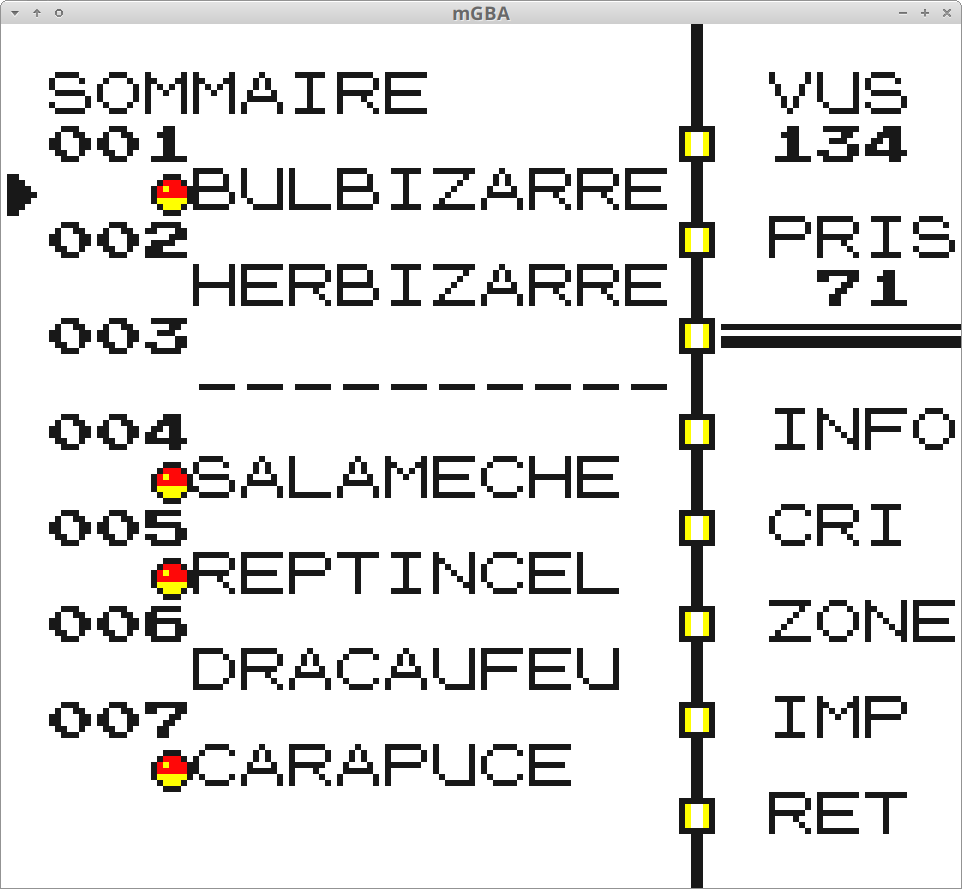 mGBA
SOMMAIRE
001
BULBIZARRE
002
HERBIZARRE
003
----------
004
SALAMECHE
005
REPTINCEL
006
DRACAUFEU
007
CARAPUCE
VUS
134
PRIS
71
INFO
CRI
ZONE
IMP
RET